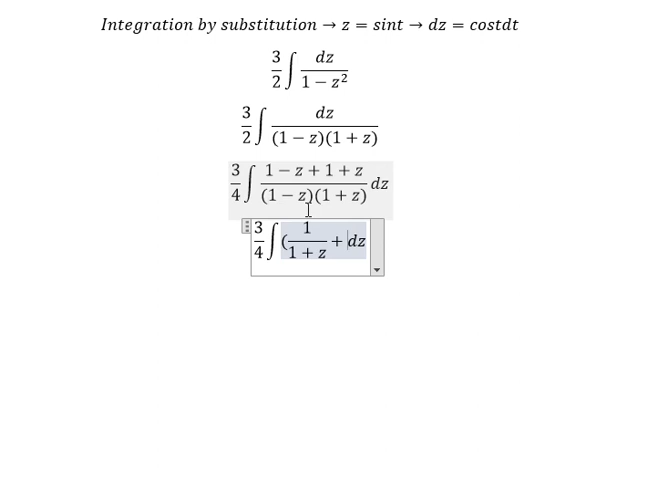 Integration by substitution → z = sint → dz = costdt
3/2 ∫ dz/(1 − z²)
3/2 ∫ dz/((1 − z)(1 + z))
3/4 ∫ (1 − z + 1 + z)/((1 − z)(1 + z)) dz
3/4 ∫ (1/(1 + z) + dz